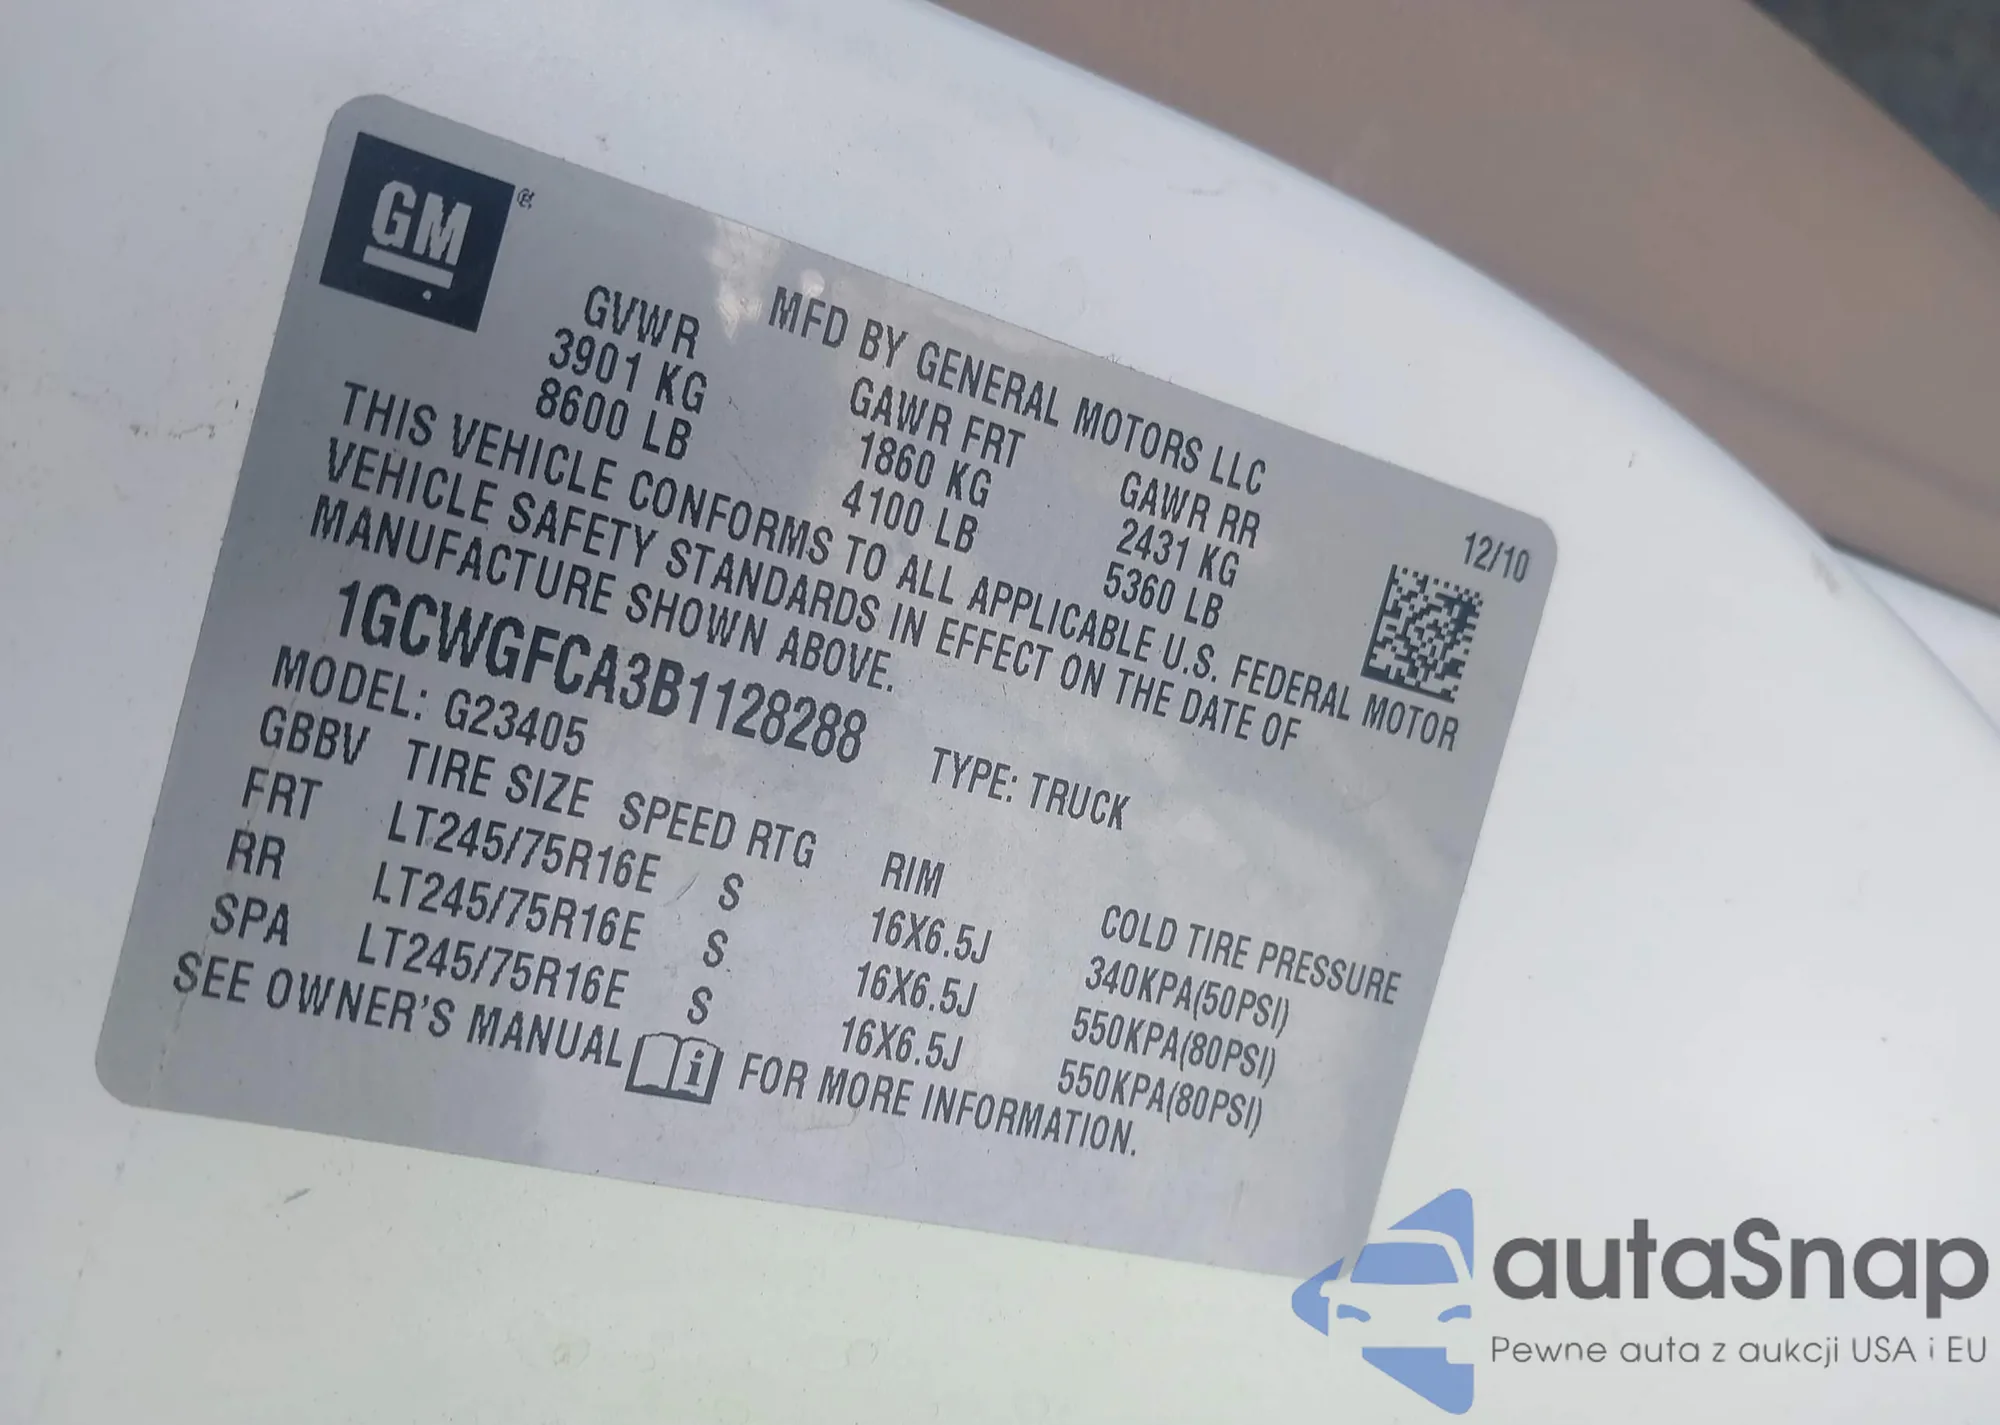 GM
MFD BY GENERAL MOTORS LLC
12/10
GVWR GAWR FRT GAWR RR
3901 KG 1860 KG 2431 KG
8600 LB 4100 LB 5360 LB
THIS VEHICLE CONFORMS TO ALL APPLICABLE U.S. FEDERAL MOTOR
VEHICLE SAFETY STANDARDS IN EFFECT ON THE DATE OF
MANUFACTURE SHOWN ABOVE.
1GCWGFCA3B1128288 TYPE: TRUCK
MODEL: G23405
GBBV TIRE SIZE SPEED RTG RIM COLD TIRE PRESSURE
FRT LT245/75R16E S 16X6.5J 340KPA(50PSI)
RR LT245/75R16E S 16X6.5J 550KPA(80PSI)
SPA LT245/75R16E S 16X6.5J 550KPA(80PSI)
SEE OWNER'S MANUAL i FOR MORE INFORMATION.
autaSnap
Pewne auta z aukcji USA i EU